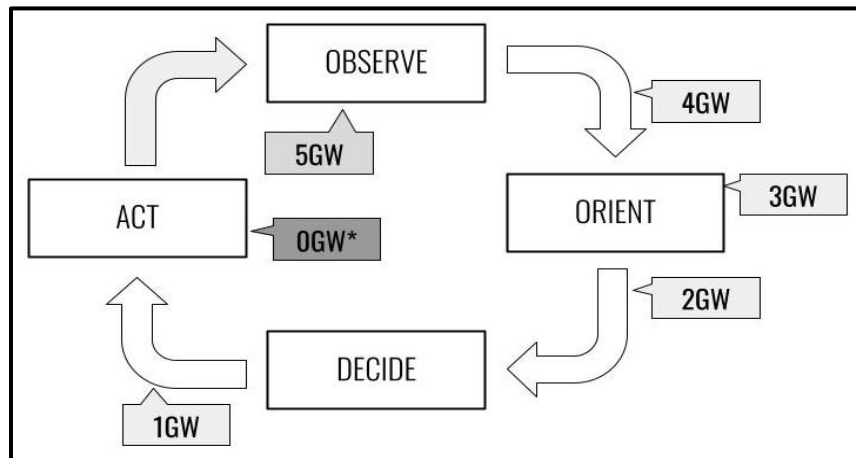 OBSERVE
4GW
5GW
ACT
ORIENT
3GW
0GW*
2GW
DECIDE
1GW